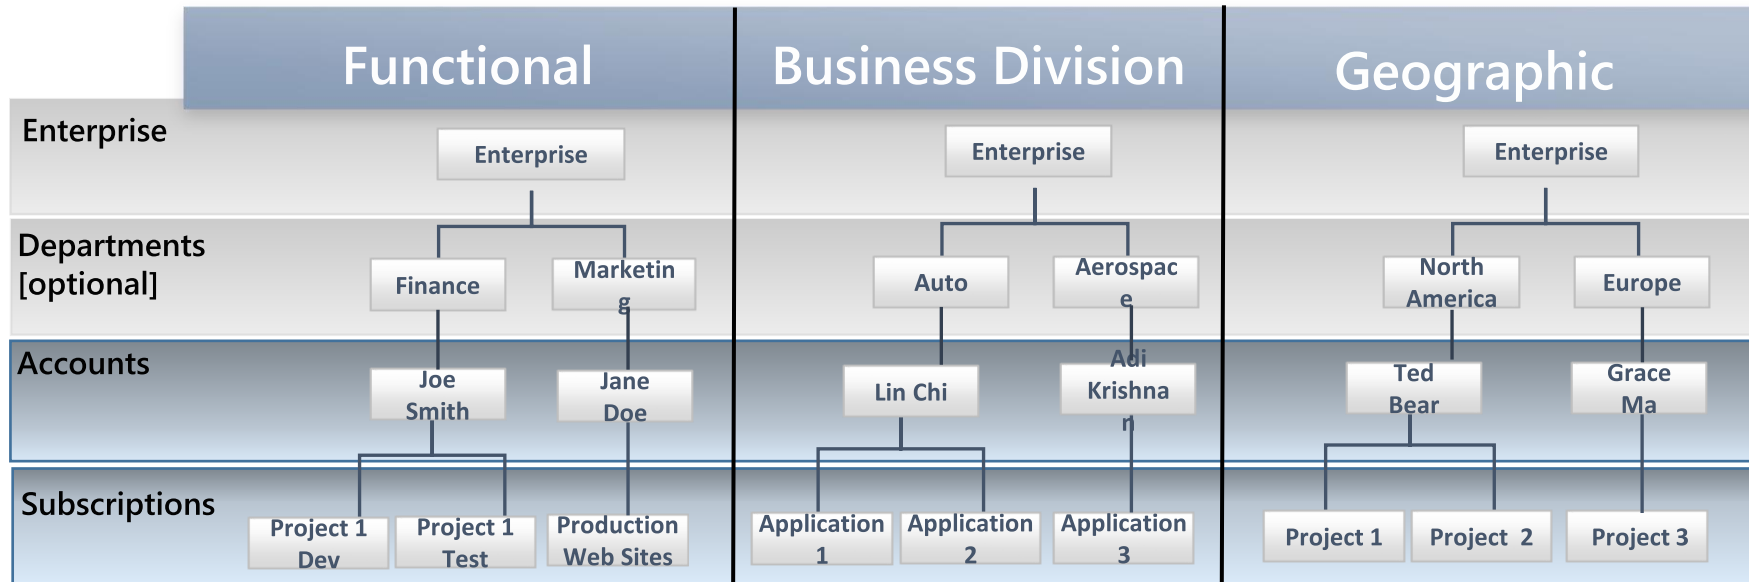 Functional
Business Division
Geographic
Enterprise
Enterprise
Enterprise
Enterprise
Departments
[optional]
Finance
Marketin
g
Auto
Aerospac
e
North
America
Europe
Accounts
Joe
Smith
Jane
Doe
Lin Chi
Adi
Krishna
n
Ted
Bear
Grace
Ma
Subscriptions
Project 1
Dev
Project 1
Test
Production
Web Sites
Application
1
Application
2
Application
3
Project 1
Project 2
Project 3